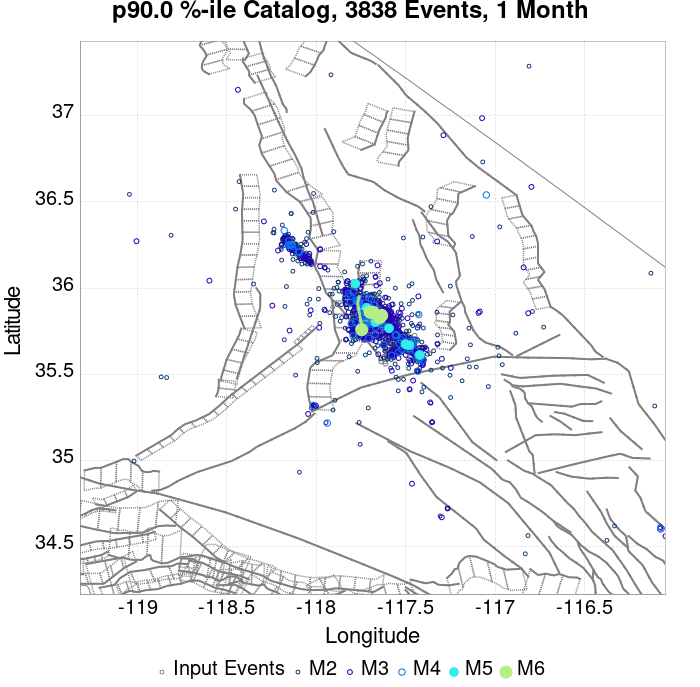 p90.0 %-ile Catalog, 3838 Events, 1 Month
37
36.5
36
35.5
35
34.5
Latitude
-119
-118.5
-118
-117.5
-117
-116.5
Longitude
Input Events
M2
M3
M4
M5
M6